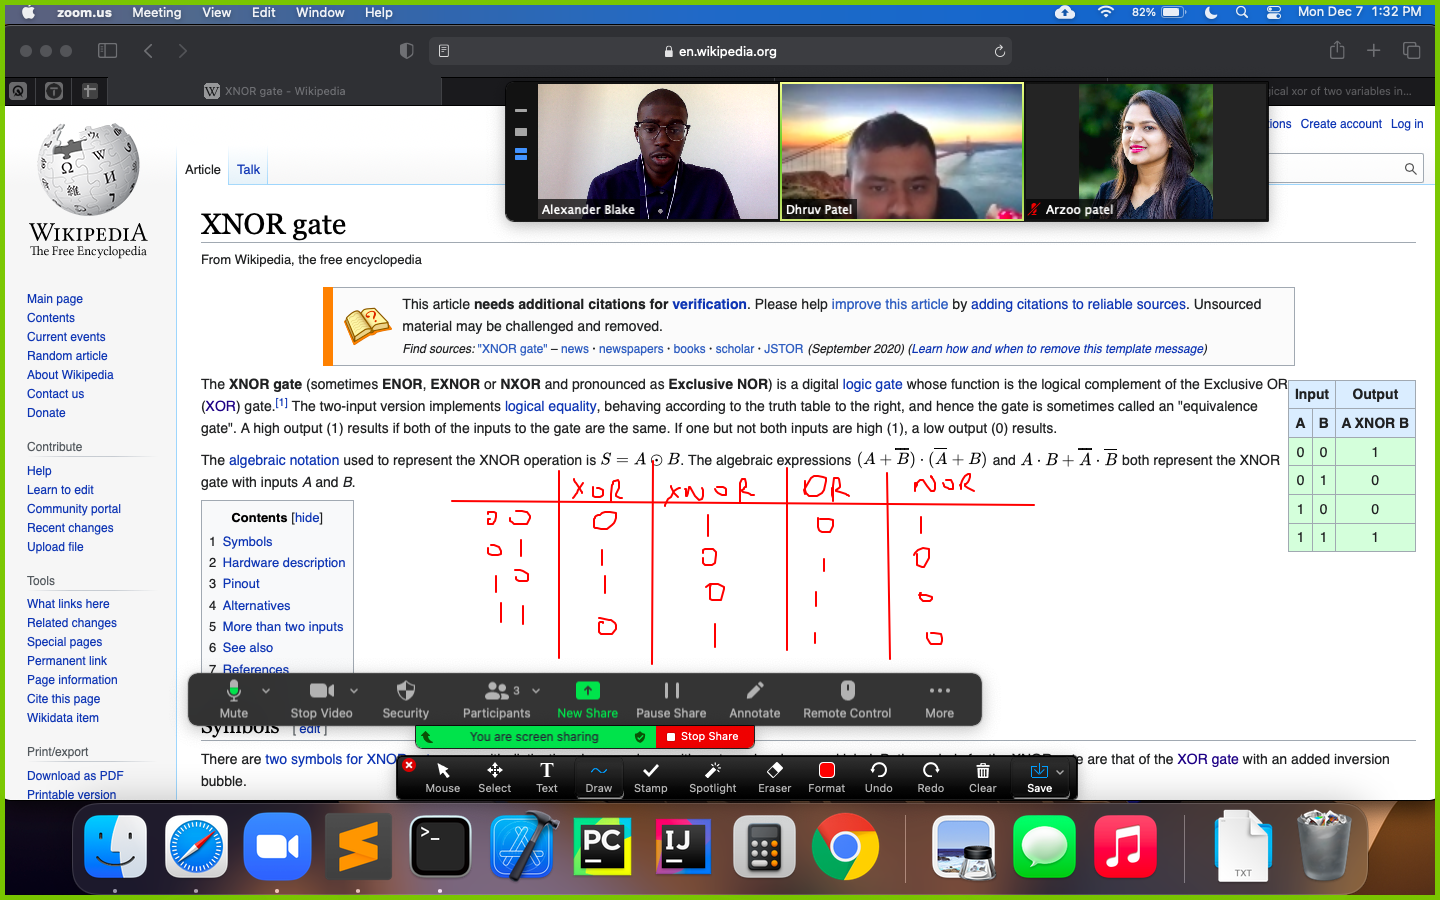 zoom.us Meeting View Edit Window Help 82% Mon Dec 7 1:32 PM
en.wikipedia.org
XNOR gate - Wikipedia
gical xor of two variables in...
Alexander Blake
Dhruv Patel
Arzoo patel
ions Create account Log in
WIKIPEDIA
The Free Encyclopedia
Main page
Contents
Current events
Random article
About Wikipedia
Contact us
Donate
Contribute
Help
Learn to edit
Community portal
Recent changes
Upload file
Tools
What links here
Related changes
Special pages
Permanent link
Page information
Cite this page
Wikidata item
Print/export
Download as PDF
Printable version
Article Talk
XNOR gate
From Wikipedia, the free encyclopedia
This article needs additional citations for verification. Please help improve this article by adding citations to reliable sources. Unsourced
material may be challenged and removed.
Find sources: "XNOR gate" – news · newspapers · books · scholar · JSTOR (September 2020) (Learn how and when to remove this template message)
The XNOR gate (sometimes ENOR, EXNOR or NXOR and pronounced as Exclusive NOR) is a digital logic gate whose function is the logical complement of the Exclusive OR
(XOR) gate.[1] The two-input version implements logical equality, behaving according to the truth table to the right, and hence the gate is sometimes called an "equivalence
gate". A high output (1) results if both of the inputs to the gate are the same. If one but not both inputs are high (1), a low output (0) results.
The algebraic notation used to represent the XNOR operation is S = A ⊙ B. The algebraic expressions (A + B̅) · (A̅ + B) and A · B + A̅ · B̅ both represent the XNOR
gate with inputs A and B.
Input Output
A B A XNOR B
0 0 1
0 1 0
1 0 0
1 1 1
XOR XNOR OR NOR
0 0 0 1 0 1
0 1 1 0 1 0
1 0 1 0 1 0
1 1 0 1 1 0
Contents [hide]
1 Symbols
2 Hardware description
3 Pinout
4 Alternatives
5 More than two inputs
6 See also
7 References
Mute Stop Video Security Participants 3 New Share Pause Share Annotate Remote Control More
You are screen sharing Stop Share
Symbols [ edit ]
There are two symbols for XNO
e are that of the XOR gate with an added inversion
bubble.
Mouse Select Text Draw Stamp Spotlight Eraser Format Undo Redo Clear Save
PC
IJ
TXT